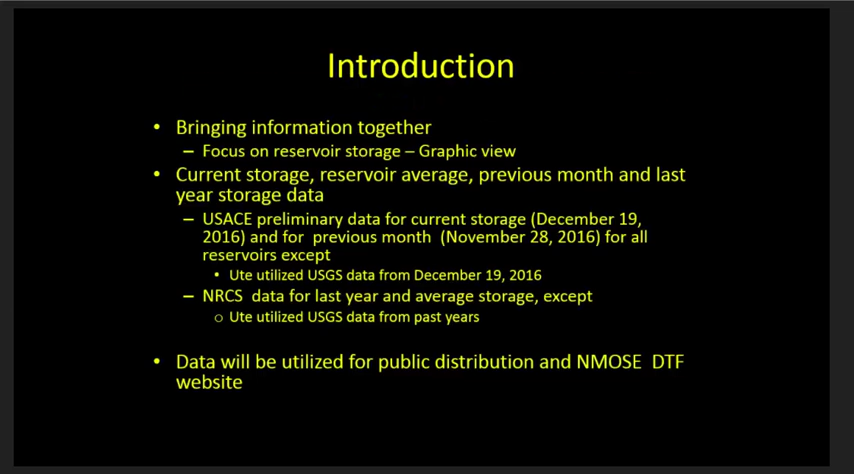 Introduction
• Bringing information together
– Focus on reservoir storage – Graphic view
• Current storage, reservoir average, previous month and last
year storage data
– USACE preliminary data for current storage (December 19,
2016) and for previous month (November 28, 2016) for all
reservoirs except
• Ute utilized USGS data from December 19, 2016
– NRCS data for last year and average storage, except
o Ute utilized USGS data from past years
• Data will be utilized for public distribution and NMOSE DTF
website